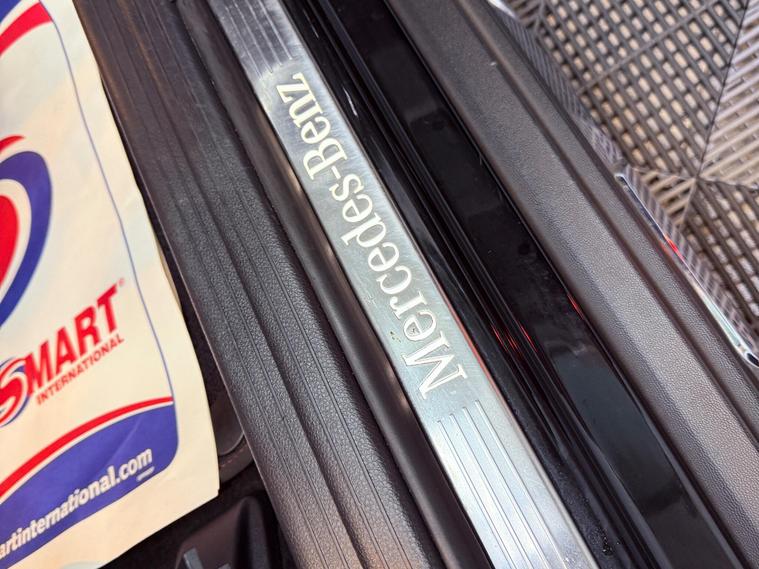 SMART®
INTERNATIONAL
artinternational.com
Mercedes-Benz